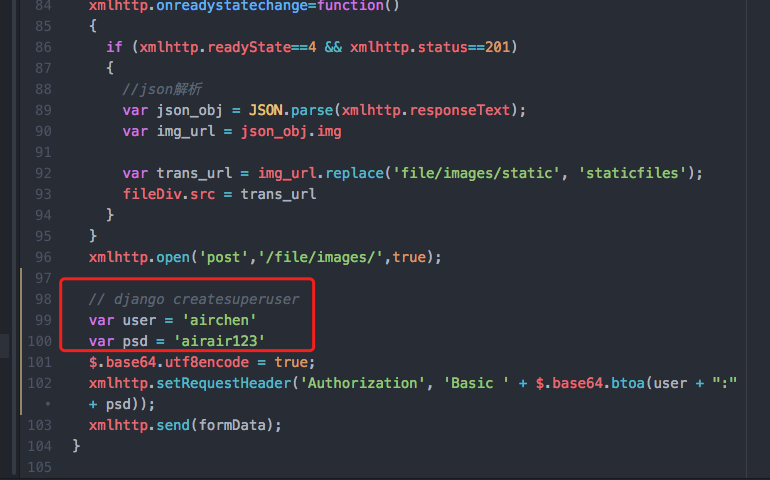 84 xmlhttp.onreadystatechange=function()
85 {
86 if (xmlhttp.readyState==4 && xmlhttp.status==201)
87 {
88 //json解析
89 var json_obj = JSON.parse(xmlhttp.responseText);
90 var img_url = json_obj.img
91
92 var trans_url = img_url.replace('file/images/static', 'staticfiles');
93 fileDiv.src = trans_url
94 }
95 }
96 xmlhttp.open('post','/file/images/',true);
97
98 // django createsuperuser
99 var user = 'airchen'
100 var psd = 'airair123'
101 $.base64.utf8encode = true;
102 xmlhttp.setRequestHeader('Authorization', 'Basic ' + $.base64.btoa(user + ":"
• + psd));
103 xmlhttp.send(formData);
104 }
105